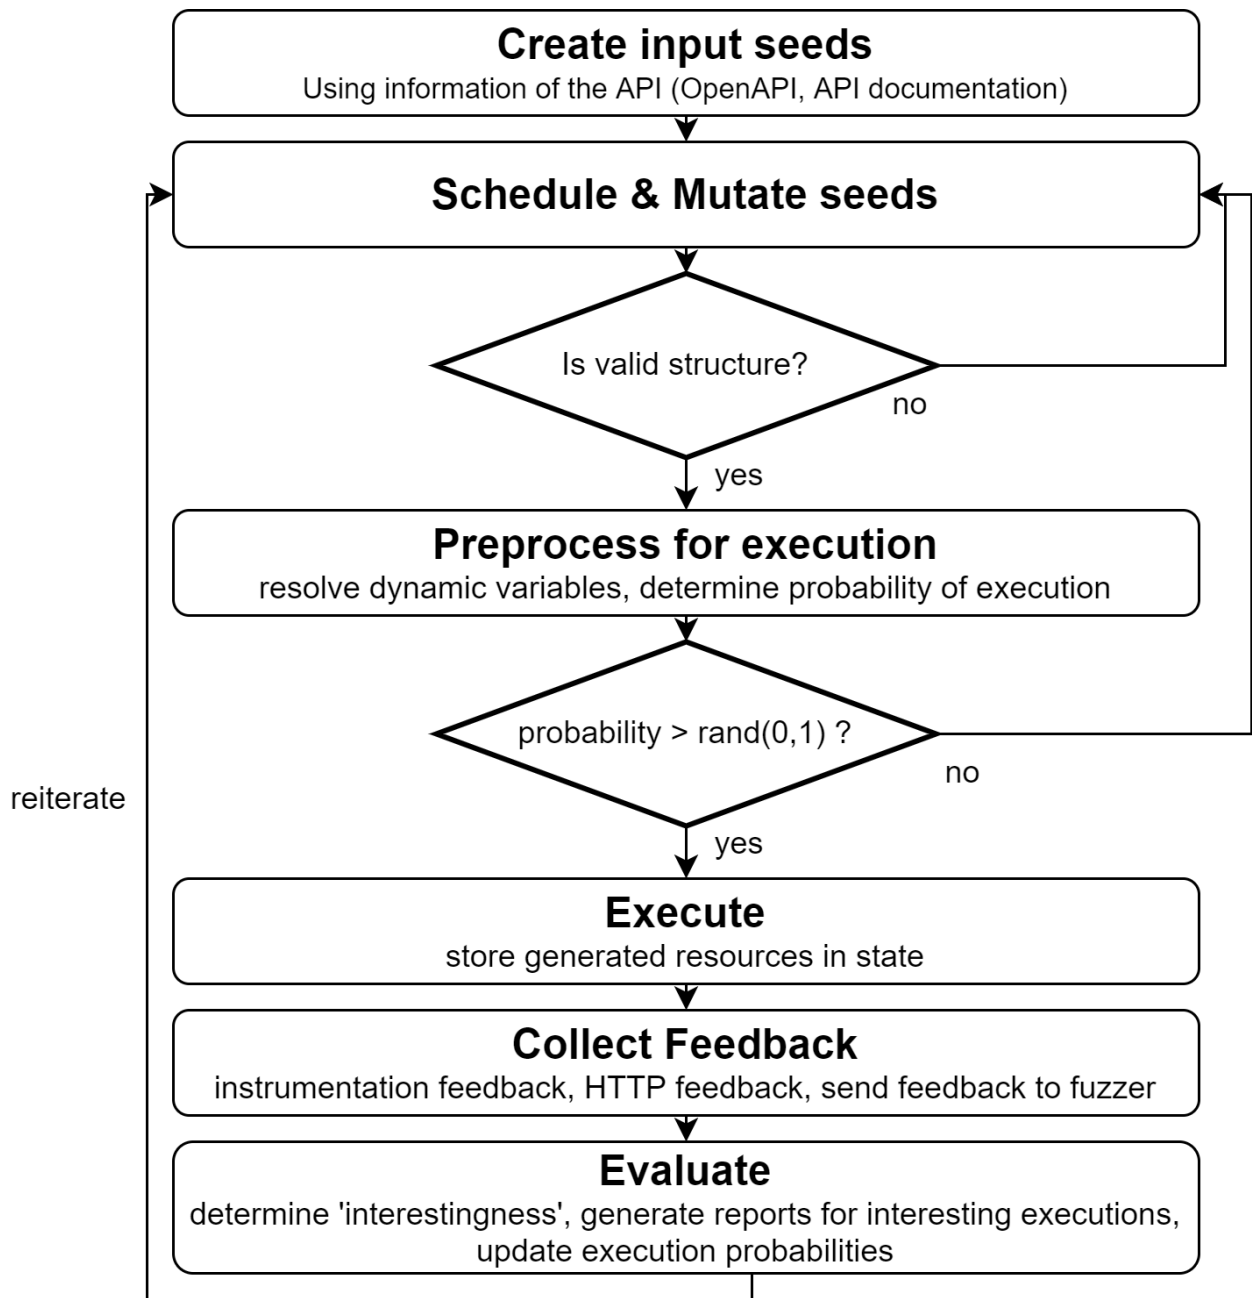 Create input seeds
Using information of the API (OpenAPI, API documentation)
Schedule & Mutate seeds
Is valid structure?
no
yes
Preprocess for execution
resolve dynamic variables, determine probability of execution
probability > rand(0,1) ?
no
reiterate
yes
Execute
store generated resources in state
Collect Feedback
instrumentation feedback, HTTP feedback, send feedback to fuzzer
Evaluate
determine 'interestingness', generate reports for interesting executions,
update execution probabilities